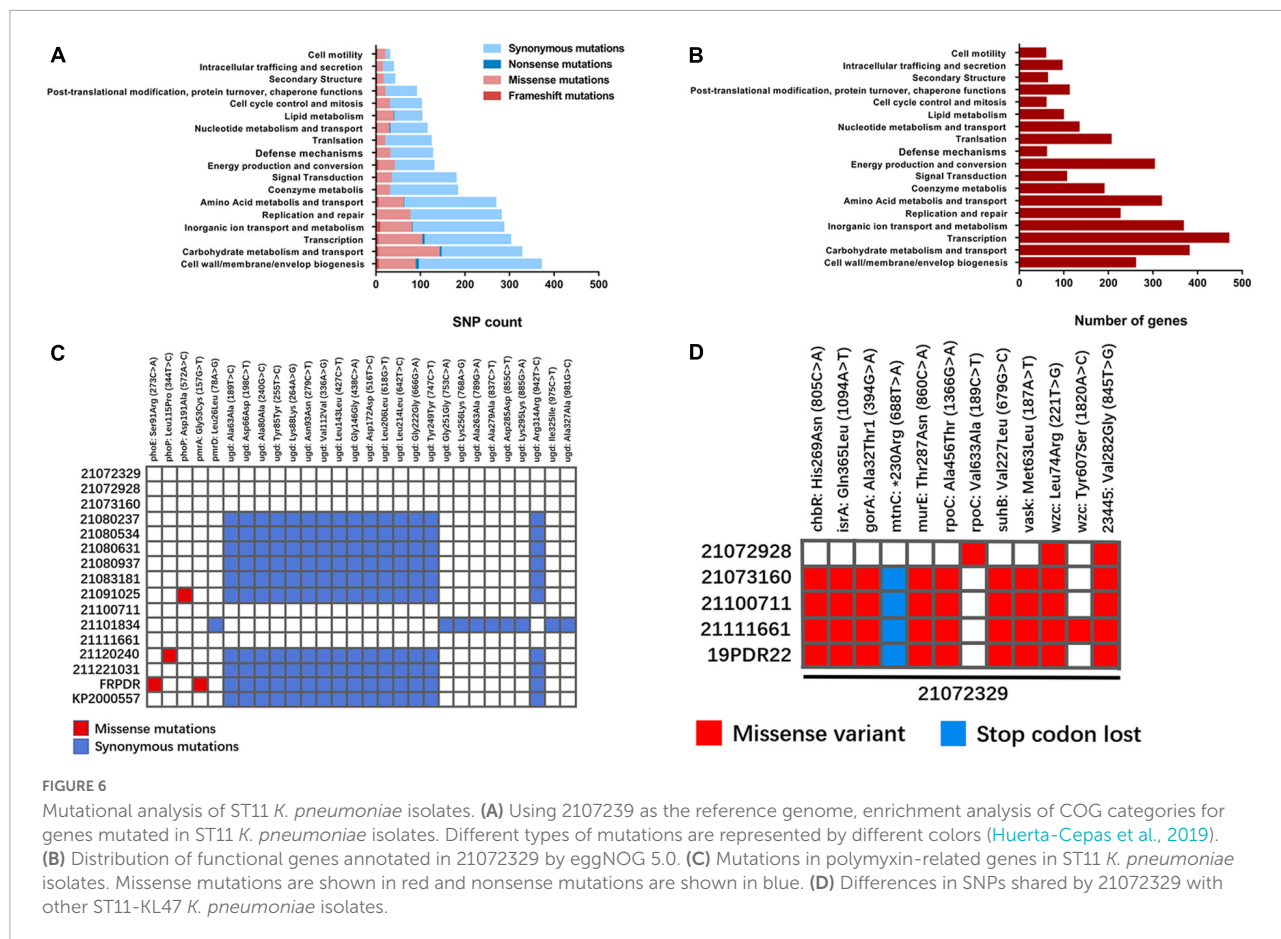 A
Cell motility
Intracellular trafficing and secretion
Secondary Structure
Post-translational modification, protein turnover, chaperone functions
Cell cycle control and mitosis
Lipid metabolism
Nucleotide metabolism and transport
Tranlsation
Defense mechanisms
Energy production and conversion
Signal Transduction
Coenzyme metabolis
Amino Acid metabolis and transport
Replication and repair
Inorganic ion transport and metabolism
Transcription
Carbohydrate metabolism and transport
Cell wall/membrane/envelop biogenesis
0 100 200 300 400 500
SNP count
Synonymous mutations
Nonsense mutations
Missense mutations
Frameshift mutations
B
Cell motility
Intracellular trafficing and secretion
Secondary Structure
Post-translational modification, protein turnover, chaperone functions
Cell cycle control and mitosis
Lipid metabolism
Nucleotide metabolism and transport
Tranlsation
Defense mechanisms
Energy production and conversion
Signal Transduction
Coenzyme metabolis
Amino Acid metabolis and transport
Replication and repair
Inorganic ion transport and metabolism
Transcription
Carbohydrate metabolism and transport
Cell wall/membrane/envelop biogenesis
0 100 200 300 400 500
Number of genes
C
phoE: Ser91Arg (273C>A)
phoP: Leu115Pro (344T>C)
phoP: Asp191Ala (572A>C)
pmrA: Gly53Cys (157G>T)
pmrD: Leu26Leu (78A>G)
ugd: Ala63Ala (189T>C)
ugd: Asp66Asp (198C>T)
ugd: Ala80Ala (240G>C)
ugd: Tyr85Tyr (255T>C)
ugd: Lys88Lys (264A>G)
ugd: Asn93Asn (279C>T)
ugd: Val112Val (336A>G)
ugd: Leu143Leu (427C>T)
ugd: Gly146Gly (438C>A)
ugd: Asp172Asp (516T>C)
ugd: Leu206Leu (618G>T)
ugd: Leu214Leu (642T>C)
ugd: Gly222Gly (666G>A)
ugd: Tyr249Tyr (747C>T)
ugd: Gly251Gly (753C>A)
ugd: Lys256Lys (768A>G)
ugd: Ala263Ala (789G>A)
ugd: Ala279Ala (837C>T)
ugd: Asp285Asp (855C>T)
ugd: Lys295Lys (885G>A)
ugd: Arg314Arg (942T>C)
ugd: Ile325Ile (975C>T)
ugd: Ala327Ala (981G>C)
21072329
21072928
21073160
21080237
21080534
21080631
21080937
21083181
21091025
21100711
21101834
21111661
21120240
211221031
FRPDR
KP2000557
Missense mutations
Synonymous mutations
D
chbR: His269Asn (805C>A)
isrA: Gln365Leu (1094A>T)
gorA: Ala32Thr1 (394G>A)
mtnC: *230Arg (688T>A)
murE: Thr287Asn (860C>A)
rpoC: Ala456Thr (1366G>A)
rpoC: Val633Ala (189C>T)
suhB: Val227Leu (679G>C)
vask: Met63Leu (187A>T)
wzc: Leu74Arg (221T>G)
wzc: Tyr607Ser (1820A>C)
23445: Val282Gly (845T>G)
21072928
21073160
21100711
21111661
19PDR22
21072329
Missense variant
Stop codon lost
FIGURE 6
Mutational analysis of ST11 K. pneumoniae isolates. (A) Using 2107239 as the reference genome, enrichment analysis of COG categories for
genes mutated in ST11 K. pneumoniae isolates. Different types of mutations are represented by different colors (Huerta-Cepas et al., 2019).
(B) Distribution of functional genes annotated in 21072329 by eggNOG 5.0. (C) Mutations in polymyxin-related genes in ST11 K. pneumoniae
isolates. Missense mutations are shown in red and nonsense mutations are shown in blue. (D) Differences in SNPs shared by 21072329 with
other ST11-KL47 K. pneumoniae isolates.